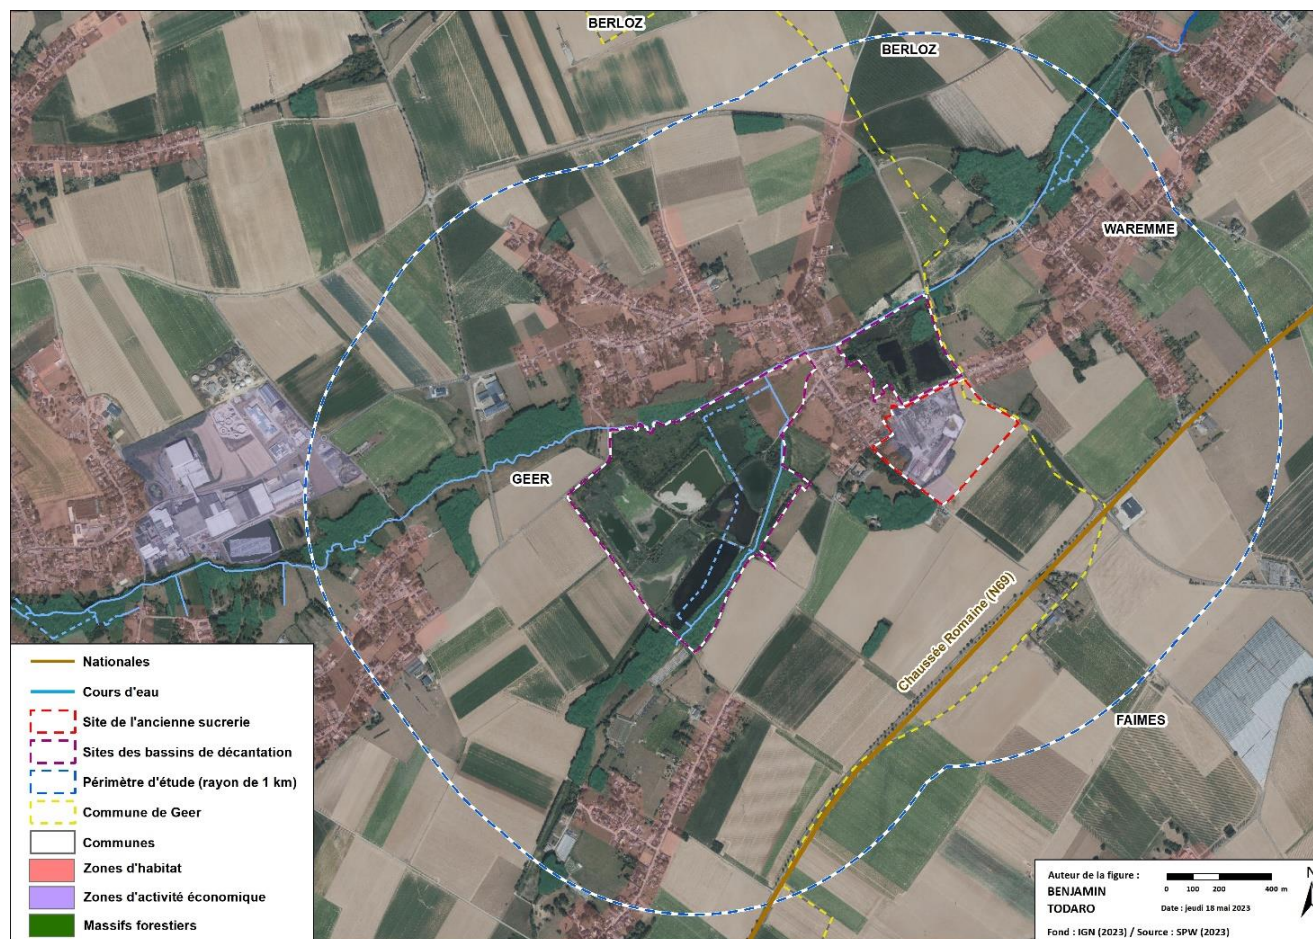 BERLOZ
BERLOZ
WAREMME
GEER
Chaussée Romaine (N69)
FAIMES
Nationales
Cours d'eau
Site de l'ancienne sucrerie
Sites des bassins de décantation
Périmètre d'étude (rayon de 1 km)
Commune de Geer
Communes
Zones d'habitat
Zones d'activité économique
Massifs forestiers
Auteur de la figure :
BENJAMIN
TODARO
0 100 200 400 m
Date : jeudi 18 mai 2023
N
Fond : IGN (2023) / Source : SPW (2023)